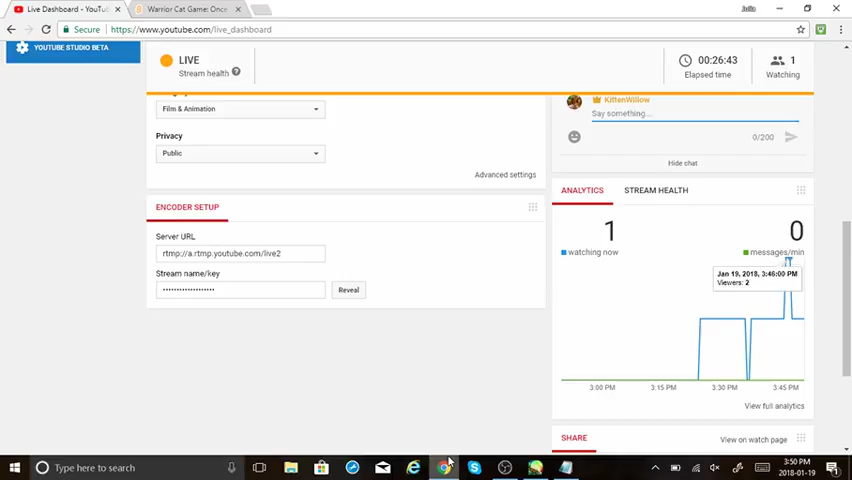 Live Dashboard - YouTu
Warrior Cat Game: Once
Julia
Secure
https://www.youtube.com/live_dashboard
YOUTUBE STUDIO BETA
LIVE
Stream health ?
00:26:43
Elapsed time
1
Watching
Film & Animation
Privacy
Public
Advanced settings
KittenWillow
Say something...
0/200
Hide chat
ENCODER SETUP
Server URL
rtmp://a.rtmp.youtube.com/live2
Stream name/key
••••••••••••••••••••
Reveal
ANALYTICS
STREAM HEALTH
1
watching now
0
messages/min
Jan 19, 2018, 3:46:00 PM
Viewers: 2
3:00 PM 3:15 PM 3:30 PM 3:45 PM
View full analytics
SHARE
View on watch page
Type here to search
3:50 PM
2018-01-19